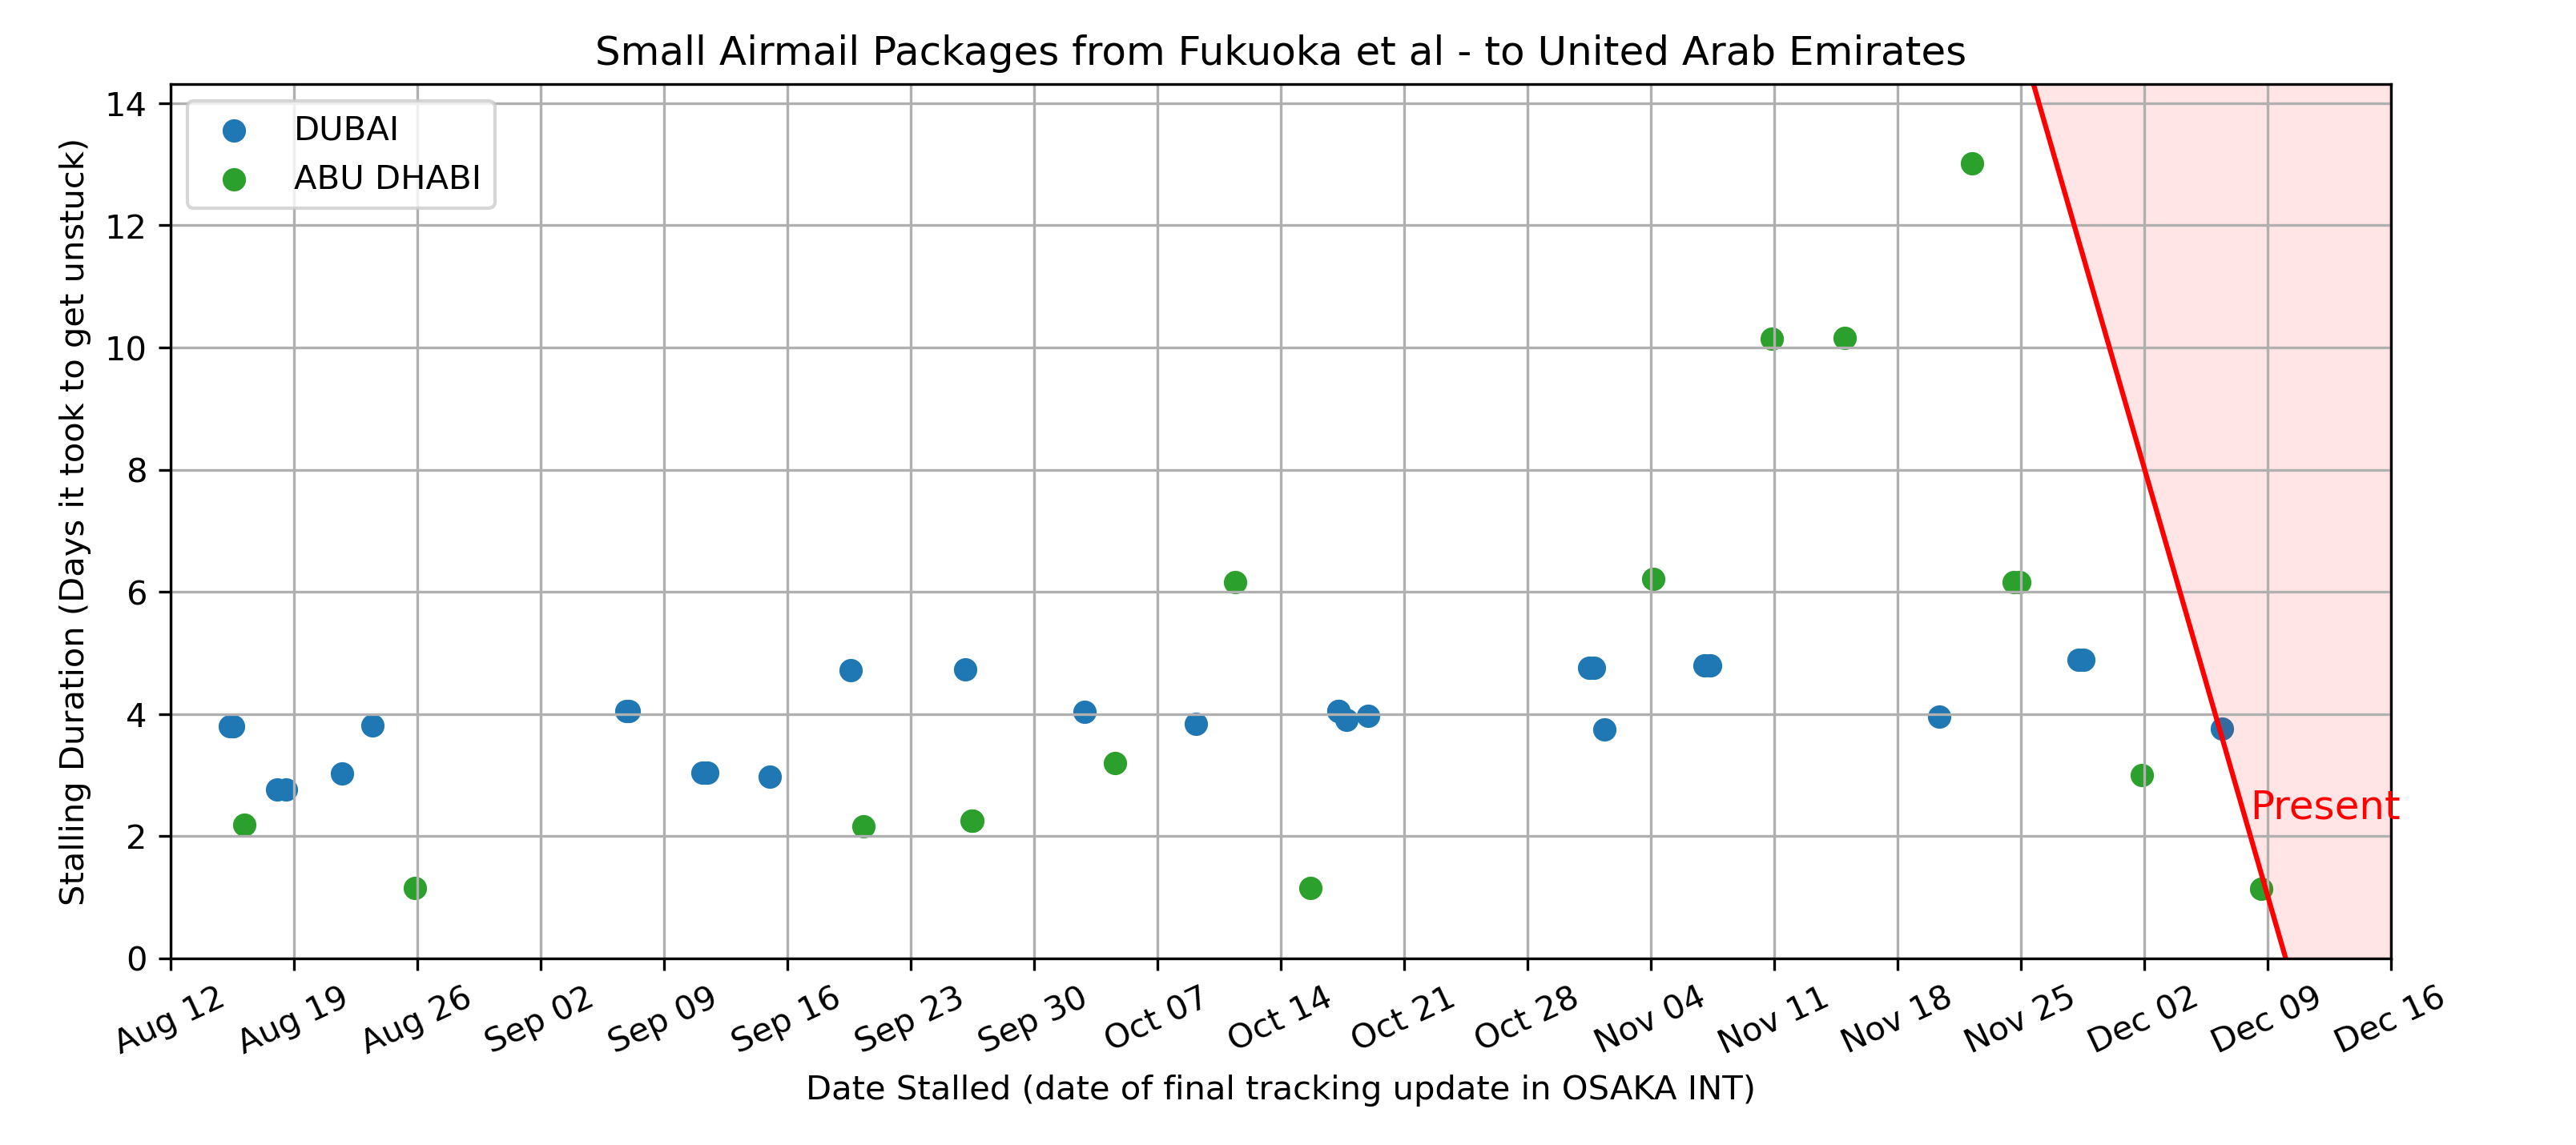 Small Airmail Packages from Fukuoka et al - to United Arab Emirates
DUBAI
ABU DHABI
Stalling Duration (Days it took to get unstuck)
14
12
10
8
6
4
2
0
Present
Aug 12
Aug 19
Aug 26
Sep 02
Sep 09
Sep 16
Sep 23
Sep 30
Oct 07
Oct 14
Oct 21
Oct 28
Nov 04
Nov 11
Nov 18
Nov 25
Dec 02
Dec 09
Dec 16
Date Stalled (date of final tracking update in OSAKA INT)